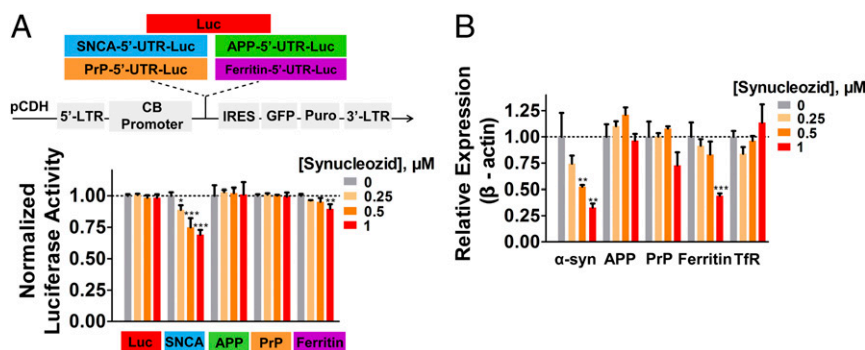 A
Luc
SNCA-5'-UTR-Luc APP-5'-UTR-Luc
PrP-5'-UTR-Luc Ferritin-5'-UTR-Luc
pCDH
5'-LTR CB Promoter IRES GFP Puro 3'-LTR
[Synucleozid], μM
0
0.25
0.5
1
Normalized
Luciferase Activity
1.00
0.75
0.50
0.25
0.00
* *** *** **
Luc SNCA APP PrP Ferritin
B
[Synucleozid], μM
0
0.25
0.5
1
Relative Expression
(β - actin)
1.25
1.00
0.75
0.50
0.25
0.00
** ** ***
α-syn APP PrP Ferritin TfR